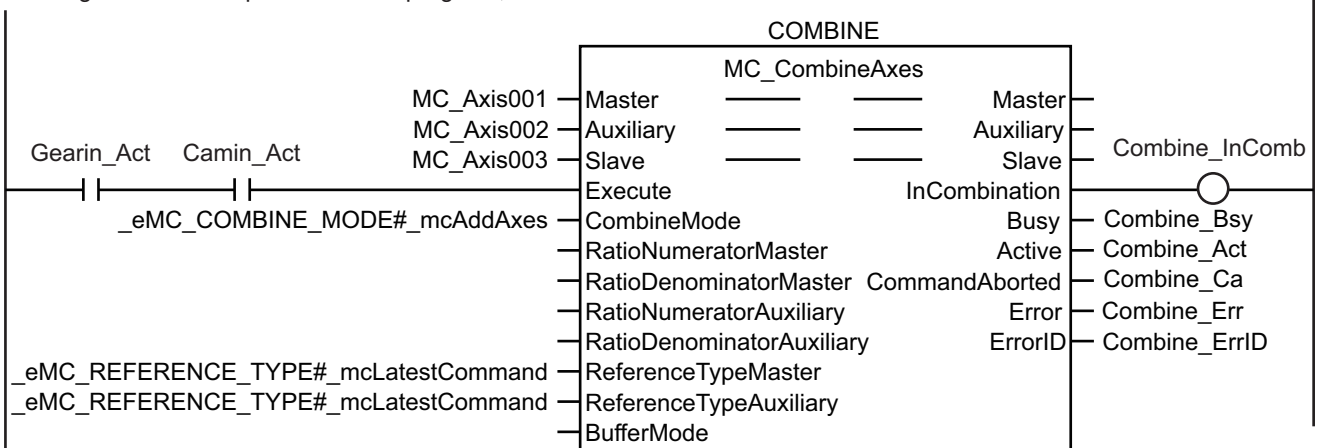 COMBINE
MC_CombineAxes
MC_Axis001 Master Master
MC_Axis002 Auxiliary Auxiliary
Gearin_Act Camin_Act MC_Axis003 Slave Slave Combine_InComb
Execute InCombination
_eMC_COMBINE_MODE#_mcAddAxes CombineMode Busy Combine_Bsy
RatioNumeratorMaster Active Combine_Act
RatioDenominatorMaster CommandAborted Combine_Ca
RatioNumeratorAuxiliary Error Combine_Err
RatioDenominatorAuxiliary ErrorID Combine_ErrID
_eMC_REFERENCE_TYPE#_mcLatestCommand ReferenceTypeMaster
_eMC_REFERENCE_TYPE#_mcLatestCommand ReferenceTypeAuxiliary
BufferMode